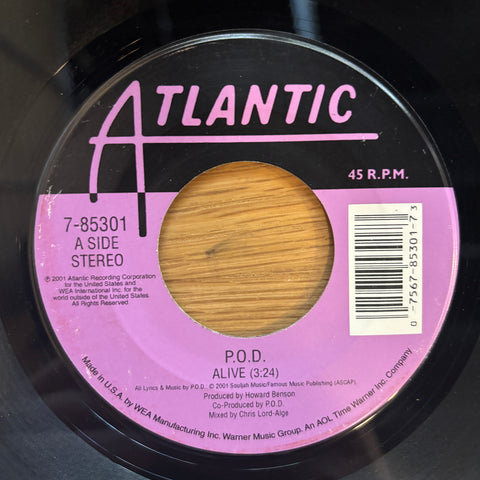 ATLANTIC
45 R.P.M.
7-85301
A SIDE
STEREO
℗ 2001 Atlantic Recording Corporation
for the United States and
WEA International Inc. for the
world outside of the United States.
All Rights Reserved
0-7567-85301-7 3
P.O.D.
ALIVE (3:24)
All Lyrics & Music by P.O.D. © 2001 Souljah Music/Famous Music Publishing (ASCAP).
Produced by Howard Benson
Co-Produced by P.O.D.
Mixed by Chris Lord-Alge
Made in U.S.A. by WEA Manufacturing Inc. Warner Music Group. An AOL Time Warner Inc. Company